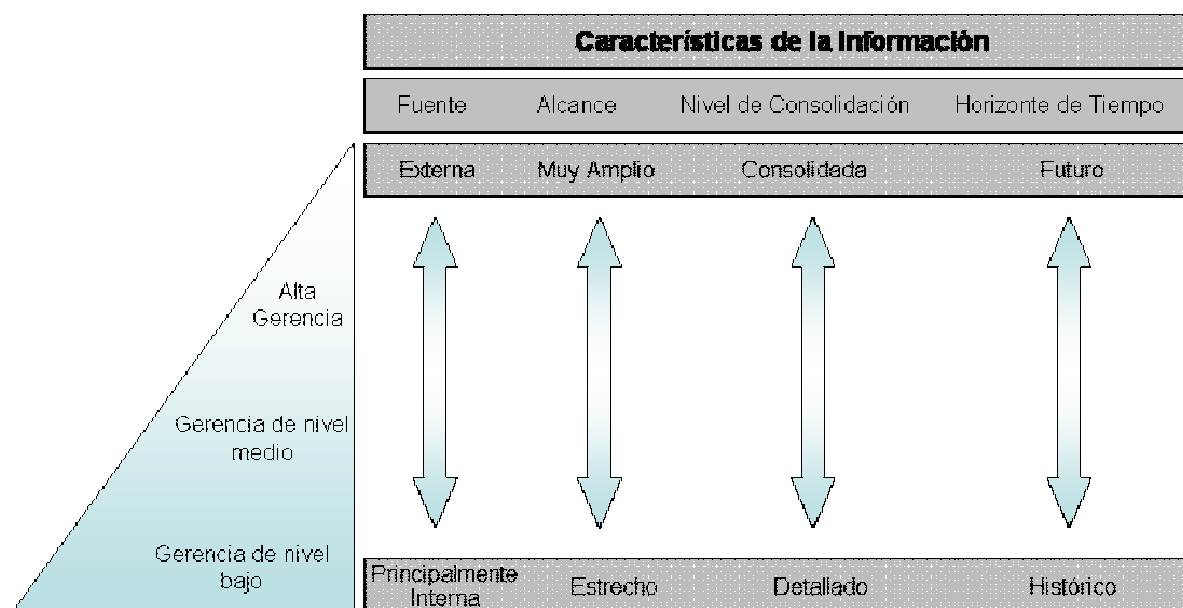 Características de la Información
Fuente Alcance Nivel de Consolidación Horizonte de Tiempo
Externa Muy Amplio Consolidada Futuro
Alta
Gerencia
Gerencia de nivel
medio
Gerencia de nivel
bajo
Principalmente
Interna
Estrecho Detallado Histórico